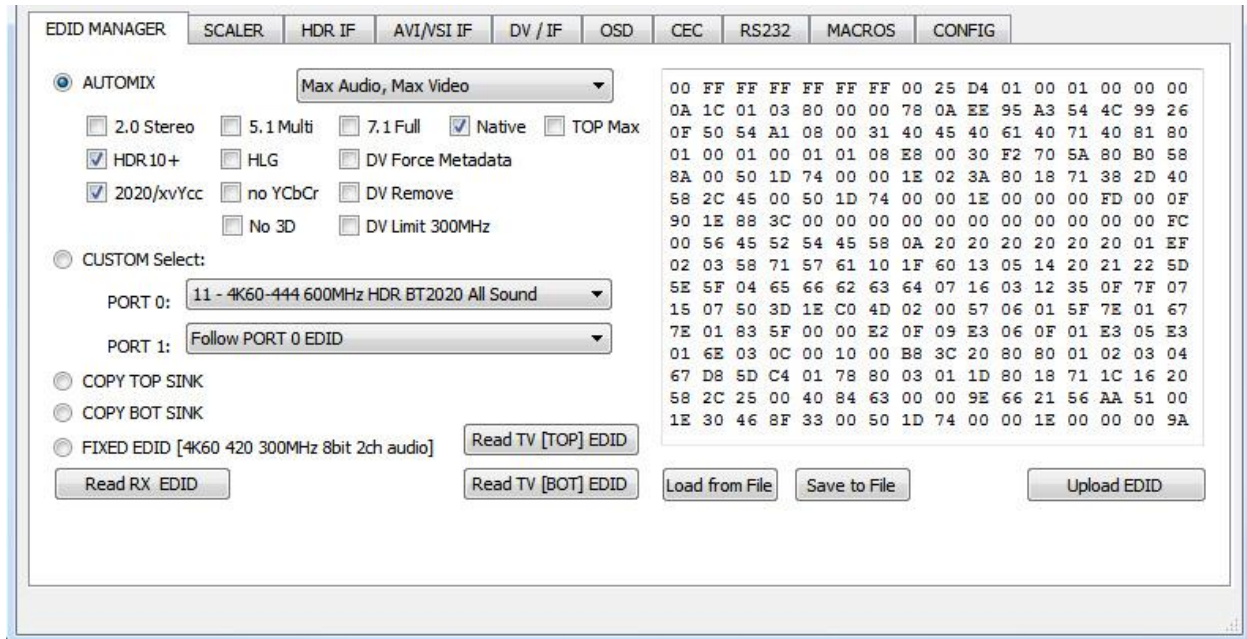 EDID MANAGER SCALER HDR IF AVI/VSI IF DV / IF OSD CEC RS232 MACROS CONFIG
AUTOMIX Max Audio, Max Video
2.0 Stereo 5.1 Multi 7.1 Full Native TOP Max
HDR10+ HLG DV Force Metadata
2020/xvYcc no YCbCr DV Remove
No 3D DV Limit 300MHz
CUSTOM Select:
PORT 0: 11 - 4K60-444 600MHz HDR BT2020 All Sound
PORT 1: Follow PORT 0 EDID
COPY TOP SINK
COPY BOT SINK
FIXED EDID [4K60 420 300MHz 8bit 2ch audio] Read TV [TOP] EDID
Read RX EDID Read TV [BOT] EDID
00 FF FF FF FF FF FF 00 25 D4 01 00 01 00 00 00
0A 1C 01 03 80 00 00 78 0A EE 95 A3 54 4C 99 26
0F 50 54 A1 08 00 31 40 45 40 61 40 71 40 81 80
01 00 01 00 01 01 08 E8 00 30 F2 70 5A 80 B0 58
8A 00 50 1D 74 00 00 1E 02 3A 80 18 71 38 2D 40
58 2C 45 00 50 1D 74 00 00 1E 00 00 00 FD 00 0F
90 1E 88 3C 00 00 00 00 00 00 00 00 00 00 00 FC
00 56 45 52 54 45 58 0A 20 20 20 20 20 20 01 EF
02 03 58 71 57 61 10 1F 60 13 05 14 20 21 22 5D
5E 5F 04 65 66 62 63 64 07 16 03 12 35 0F 7F 07
15 07 50 3D 1E C0 4D 02 00 57 06 01 5F 7E 01 67
7E 01 83 5F 00 00 E2 0F 09 E3 06 0F 01 E3 05 E3
01 6E 03 0C 00 10 00 B8 3C 20 80 80 01 02 03 04
67 D8 5D C4 01 78 80 03 01 1D 80 18 71 1C 16 20
58 2C 25 00 40 84 63 00 00 9E 66 21 56 AA 51 00
1E 30 46 8F 33 00 50 1D 74 00 00 1E 00 00 00 9A
Load from File Save to File Upload EDID